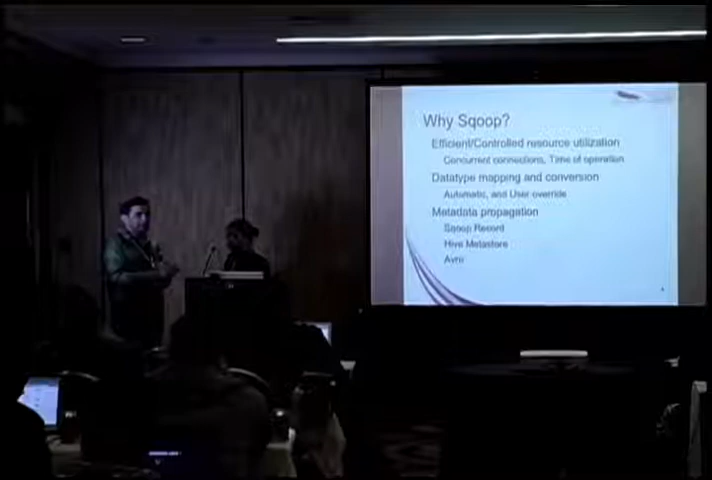 Why Sqoop?
Efficient/Controlled resource utilization
Concurrent connections, Time of operation
Datatype mapping and conversion
Automatic, and User override
Metadata propagation
Sqoop Record
Hive Metastore
Avro